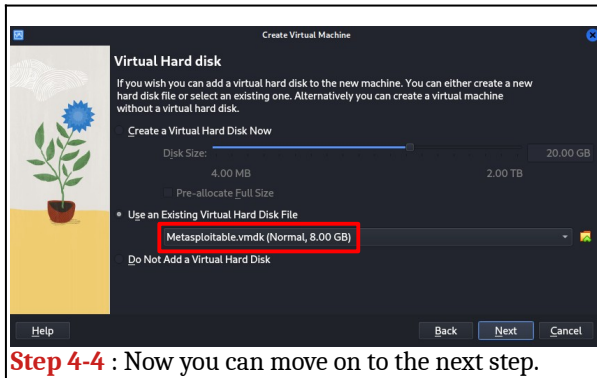 Create Virtual Machine
Virtual Hard disk
If you wish you can add a virtual hard disk to the new machine. You can either create a new
hard disk file or select an existing one. Alternatively you can create a virtual machine
without a virtual hard disk.
Create a Virtual Hard Disk Now
Disk Size:
20.00 GB
4.00 MB
2.00 TB
Pre-allocate Full Size
Use an Existing Virtual Hard Disk File
Metasploitable.vmdk (Normal, 8.00 GB)
Do Not Add a Virtual Hard Disk
Help
Back
Next
Cancel
Step 4-4 : Now you can move on to the next step.